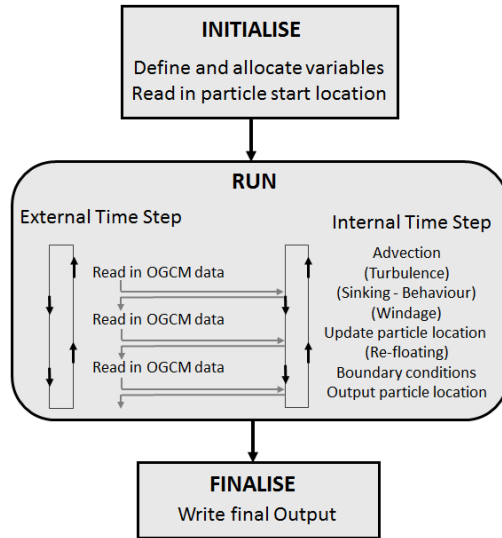 INITIALISE
Define and allocate variables
Read in particle start location
RUN
External Time Step
Internal Time Step
Read in OGCM data
Read in OGCM data
Read in OGCM data
Advection
(Turbulence)
(Sinking - Behaviour)
(Windage)
Update particle location
(Re-floating)
Boundary conditions
Output particle location
FINALISE
Write final Output